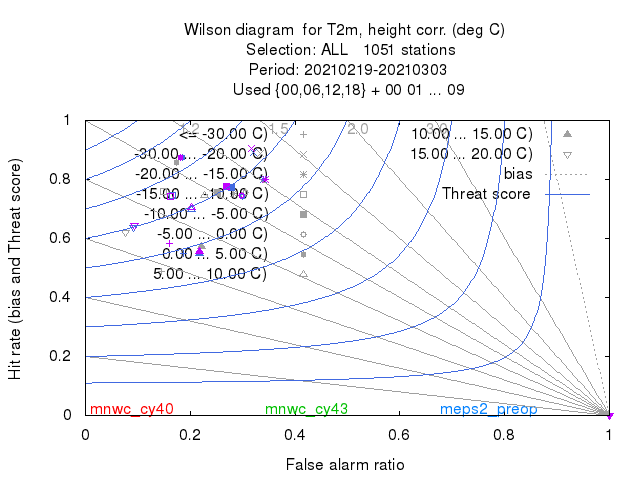 Wilson diagram  for T2m, height corr. (deg C)
Selection: ALL   1051 stations
Period: 20210219-20210303
Used {00,06,12,18} + 00 01 ... 09
Hit rate (bias and Threat score)
1
0.8
0.6
0.4
0.2
0
1.2
1.5
2.0
3.0
<= -30.00 C)
-30.00 ... -20.00 C)
-20.00 ... -15.00 C)
-15.00 ... -10.00 C)
-10.00 ... -5.00 C)
-5.00 ... 0.00 C)
0.00 ... 5.00 C)
5.00 ... 10.00 C)
10.00 ... 15.00 C)
15.00 ... 20.00 C)
bias
Threat score
mnwc_cy40
mnwc_cy43
meps2_preop
0
0.2
0.4
0.6
0.8
1
False alarm ratio